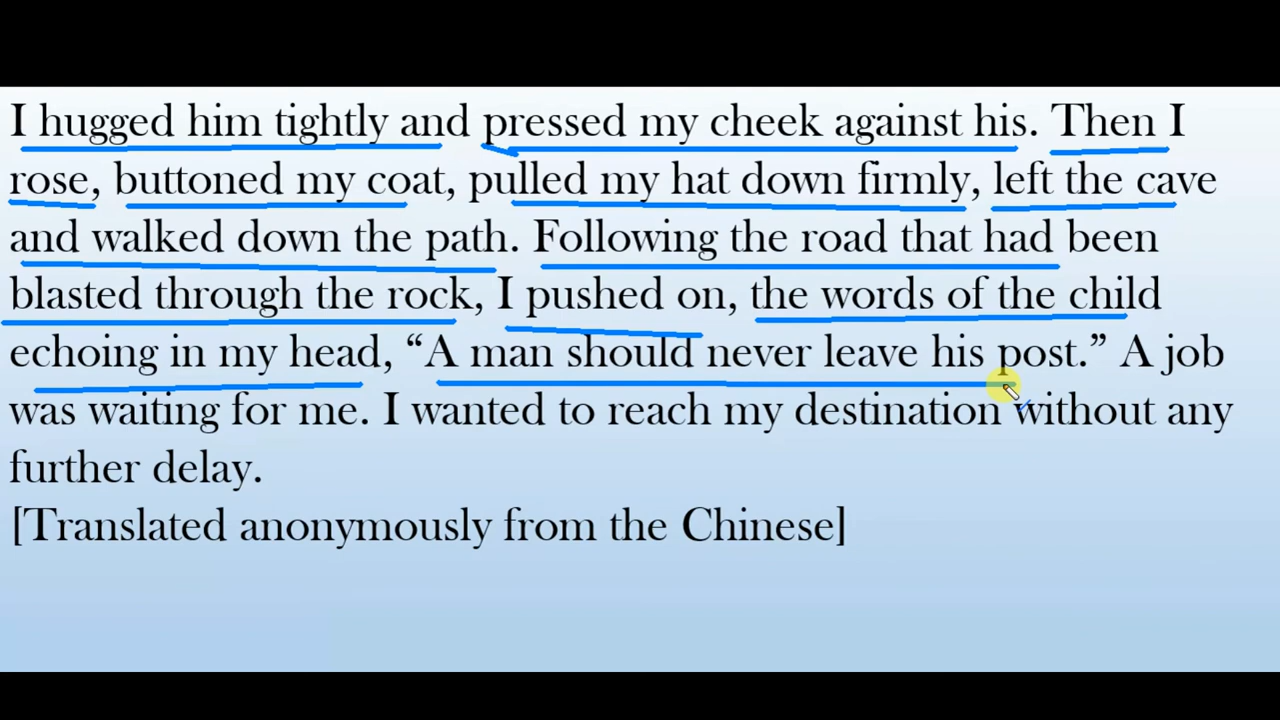 I hugged him tightly and pressed my cheek against his. Then I
rose, buttoned my coat, pulled my hat down firmly, left the cave
and walked down the path. Following the road that had been
blasted through the rock, I pushed on, the words of the child
echoing in my head, “A man should never leave his post.” A job
was waiting for me. I wanted to reach my destination without any
further delay.
[Translated anonymously from the Chinese]